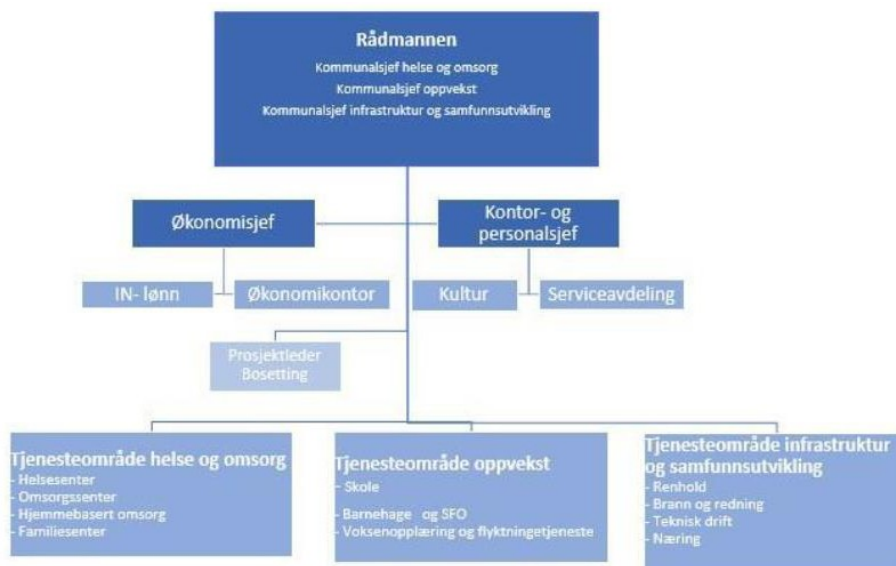 Rådmannen
Kommunalsjef helse og omsorg
Kommunalsjef oppvekst
Kommunalsjef infrastruktur og samfunnsutvikling
Økonomisjef
Kontor- og
personalsjef
IN- lønn
Økonomikontor
Kultur
Serviceavdeling
Prosjektleder
Bosetting
Tjenesteområde helse og omsorg
- Helsesenter
- Omsorgssenter
- Hjemmebasert omsorg
- Familiesenter
Tjenesteområde oppvekst
- Skole
- Barnehage og SFO
- Voksenopplæring og flyktningetjeneste
Tjenesteområde infrastruktur
og samfunnsutvikling
- Renhold
- Brann og redning
- Teknisk drift
- Næring